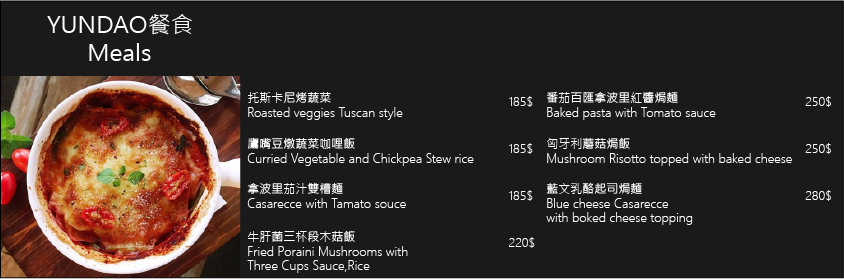 YUNDAO餐食
Meals
托斯卡尼烤蔬菜
Roasted veggies Tuscan style
185$
鷹嘴豆燉蔬菜咖哩飯
Curried Vegetable and Chickpea Stew rice
185$
拿波里茄汁雙槽麵
Casarecce with Tamato souce
185$
牛肝菌三杯段木菇飯
Fried Poraini Mushrooms with
Three Cups Sauce,Rice
220$
番茄百匯拿波里紅醬焗麵
Baked pasta with Tomato sauce
250$
匈牙利蘑菇焗飯
Mushroom Risotto topped with baked cheese
250$
藍文乳酪起司焗麵
Blue cheese Casarecce
with boked cheese topping
280$